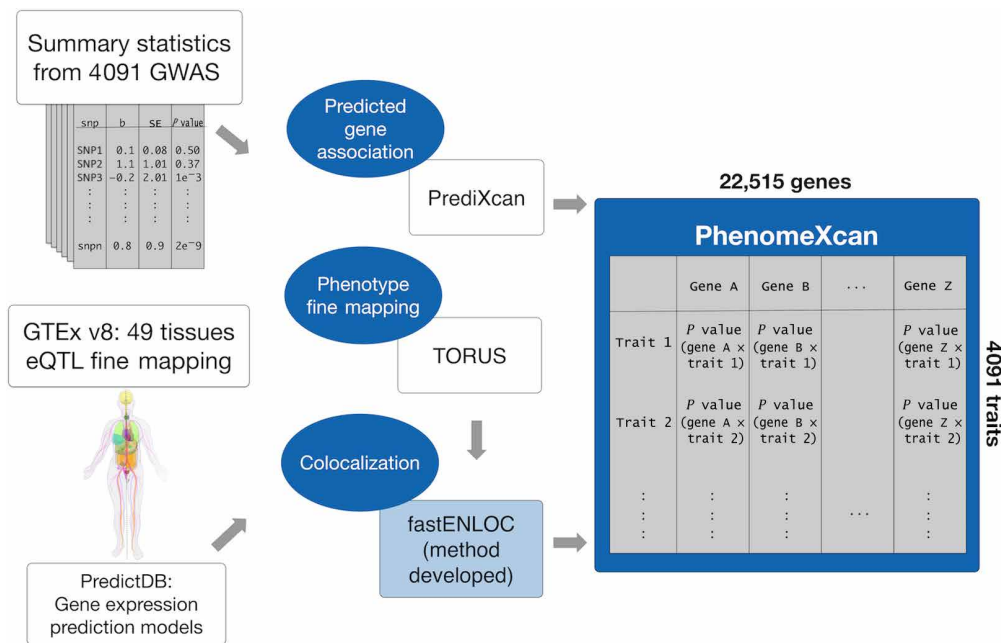 Summary statistics
from 4091 GWAS
snp b SE P value
SNP1 0.1 0.08 0.50
SNP2 1.1 1.01 0.37
SNP3 −0.2 2.01 1e⁻3
: : : :
: : : :
: : : :
snpn 0.8 0.9 2e⁻9
GTEx v8: 49 tissues
eQTL fine mapping
PredictDB:
Gene expression
prediction models
Predicted
gene
association
PrediXcan
Phenotype
fine mapping
TORUS
Colocalization
fastENLOC
(method
developed)
22,515 genes
PhenomeXcan
Gene A Gene B ... Gene Z
Trait 1 P value P value P value
(gene A × (gene B × (gene Z ×
trait 1) trait 1) trait 1)
Trait 2 P value P value P value
(gene A × (gene B × (gene Z ×
trait 2) trait 2) trait 2)
: : : ... :
: : : :
4091 traits